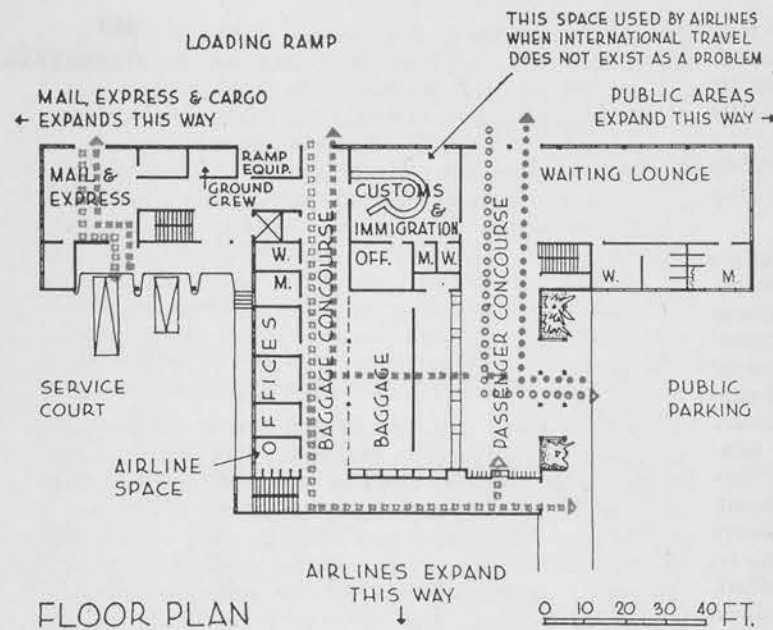 THIS SPACE USED BY AIRLINES
WHEN INTERNATIONAL TRAVEL
DOES NOT EXIST AS A PROBLEM
LOADING RAMP
MAIL, EXPRESS & CARGO
← EXPANDS THIS WAY
PUBLIC AREAS
EXPAND THIS WAY →
MAIL &
EXPRESS
RAMP
EQUIP.
GROUND
CREW
CUSTOMS
&
IMMIGRATION
WAITING LOUNGE
W.
M.
OFF.
M.
W.
W.
M.
OFFICES
BAGGAGE CONCOURSE
BAGGAGE
PASSENGER CONCOURSE
SERVICE
COURT
PUBLIC
PARKING
AIRLINE
SPACE
AIRLINES EXPAND
THIS WAY
FLOOR PLAN
0 10 20 30 40 FT.